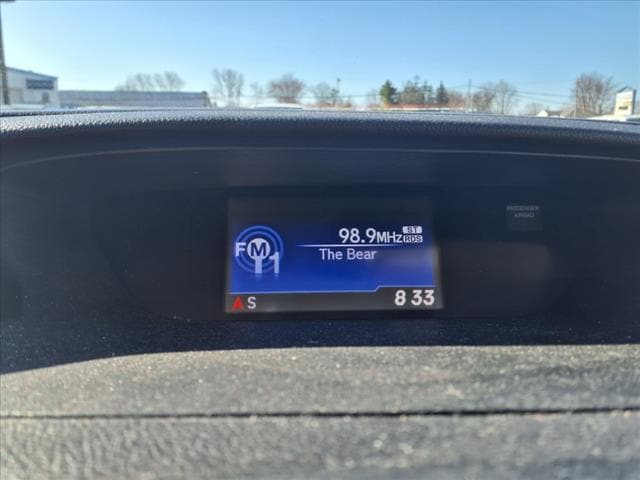 98.9MHz ST RDS
FM1
The Bear
S 8 33
PASSENGER
AIRBAG